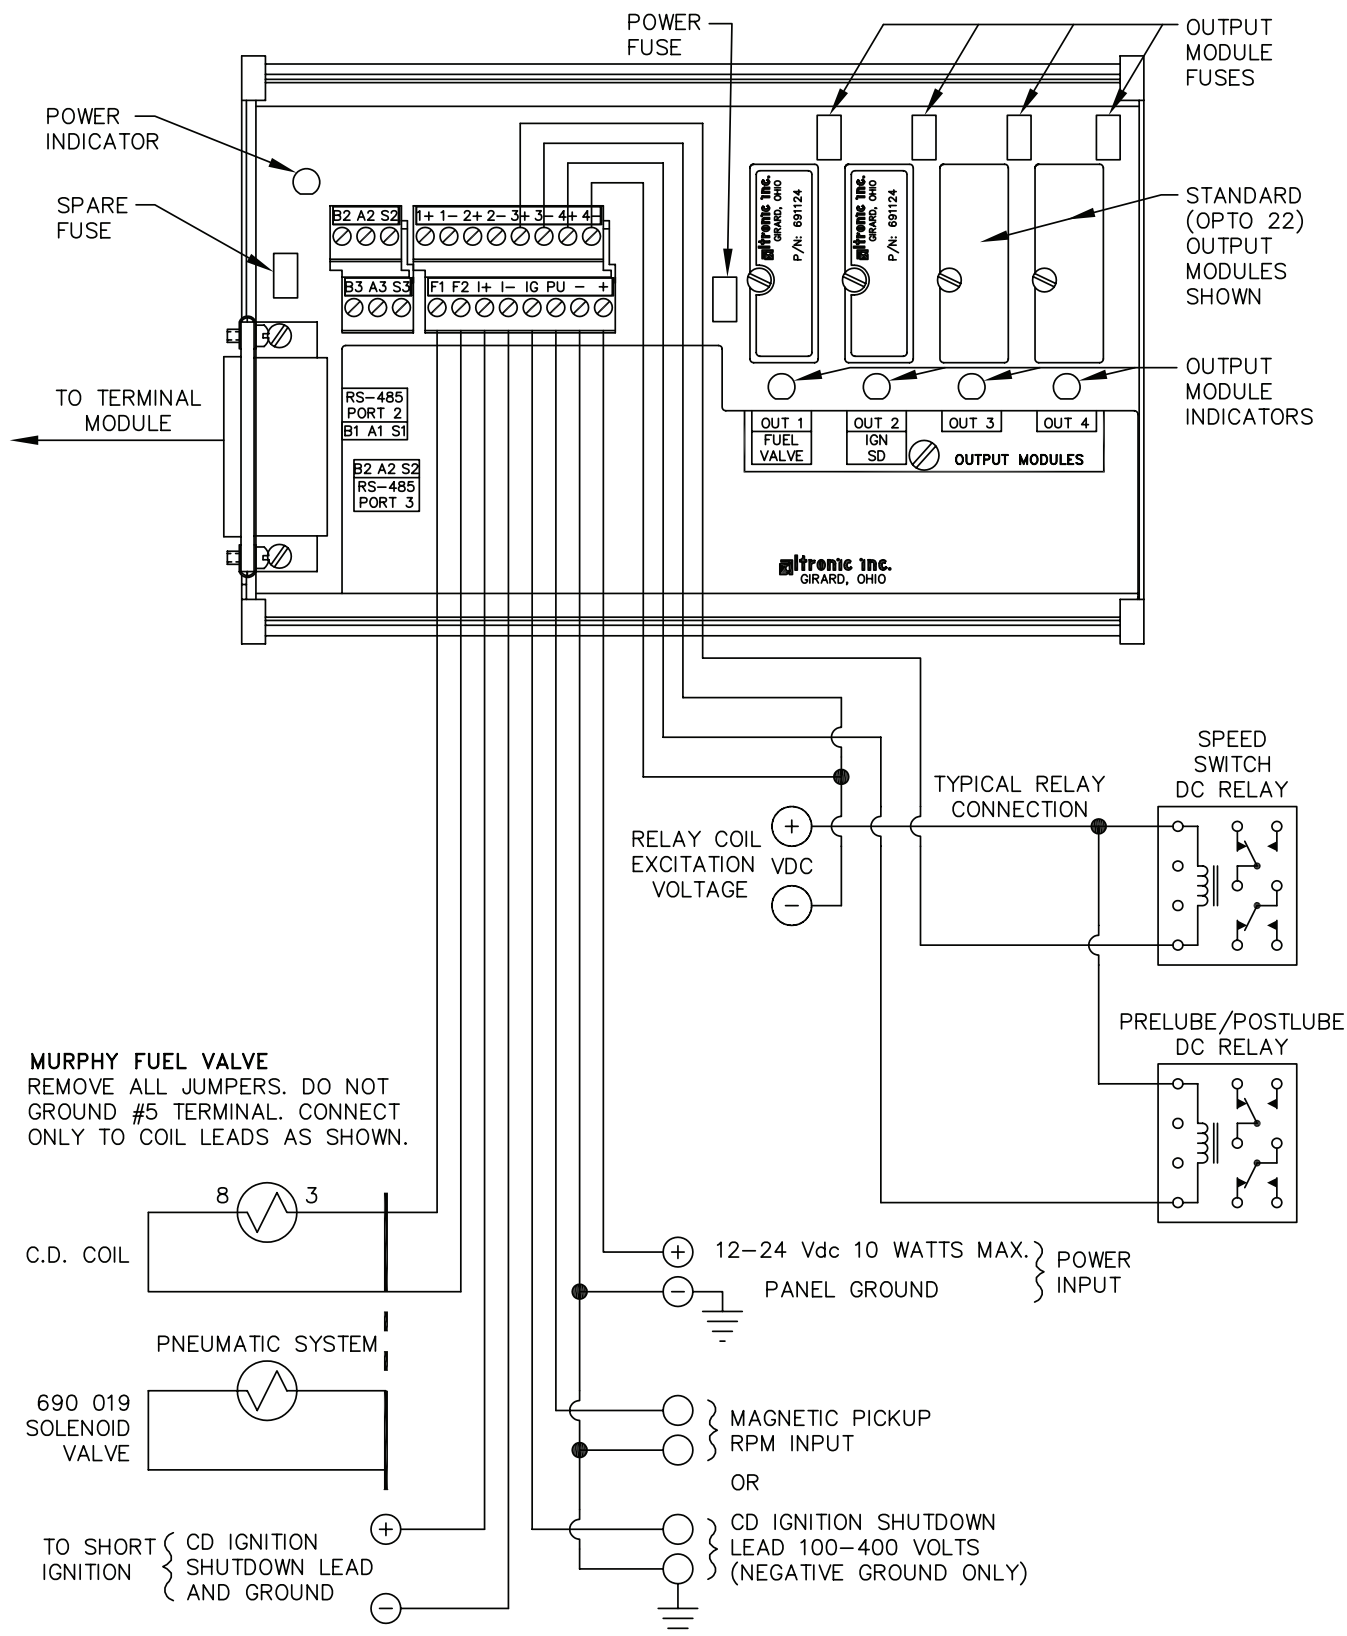 POWER
FUSE
OUTPUT
MODULE
FUSES
POWER
INDICATOR
SPARE
FUSE
B2 A2 S2
1+ 1- 2+ 2- 3+ 3- 4+ 4-
B3 A3 S3
F1 F2 I+ I- IG PU - +
altronic inc.
GIRARD, OHIO
P/N: 691124
altronic inc.
GIRARD, OHIO
P/N: 691124
STANDARD
(OPTO 22)
OUTPUT
MODULES
SHOWN
OUTPUT
MODULE
INDICATORS
TO TERMINAL
MODULE
RS-485
PORT 2
B1 A1 S1
B2 A2 S2
RS-485
PORT 3
OUT 1
FUEL
VALVE
OUT 2
IGN
SD
OUT 3
OUT 4
OUTPUT MODULES
altronic inc.
GIRARD, OHIO
SPEED
SWITCH
DC RELAY
TYPICAL RELAY
CONNECTION
RELAY COIL
EXCITATION
VOLTAGE
+
VDC
-
PRELUBE/POSTLUBE
DC RELAY
MURPHY FUEL VALVE
REMOVE ALL JUMPERS. DO NOT
GROUND #5 TERMINAL. CONNECT
ONLY TO COIL LEADS AS SHOWN.
8 3
C.D. COIL
PNEUMATIC SYSTEM
690 019
SOLENOID
VALVE
TO SHORT
IGNITION
CD IGNITION
SHUTDOWN LEAD
AND GROUND
+
-
+ 12-24 Vdc 10 WATTS MAX.
- PANEL GROUND
POWER
INPUT
MAGNETIC PICKUP
RPM INPUT
OR
CD IGNITION SHUTDOWN
LEAD 100-400 VOLTS
(NEGATIVE GROUND ONLY)